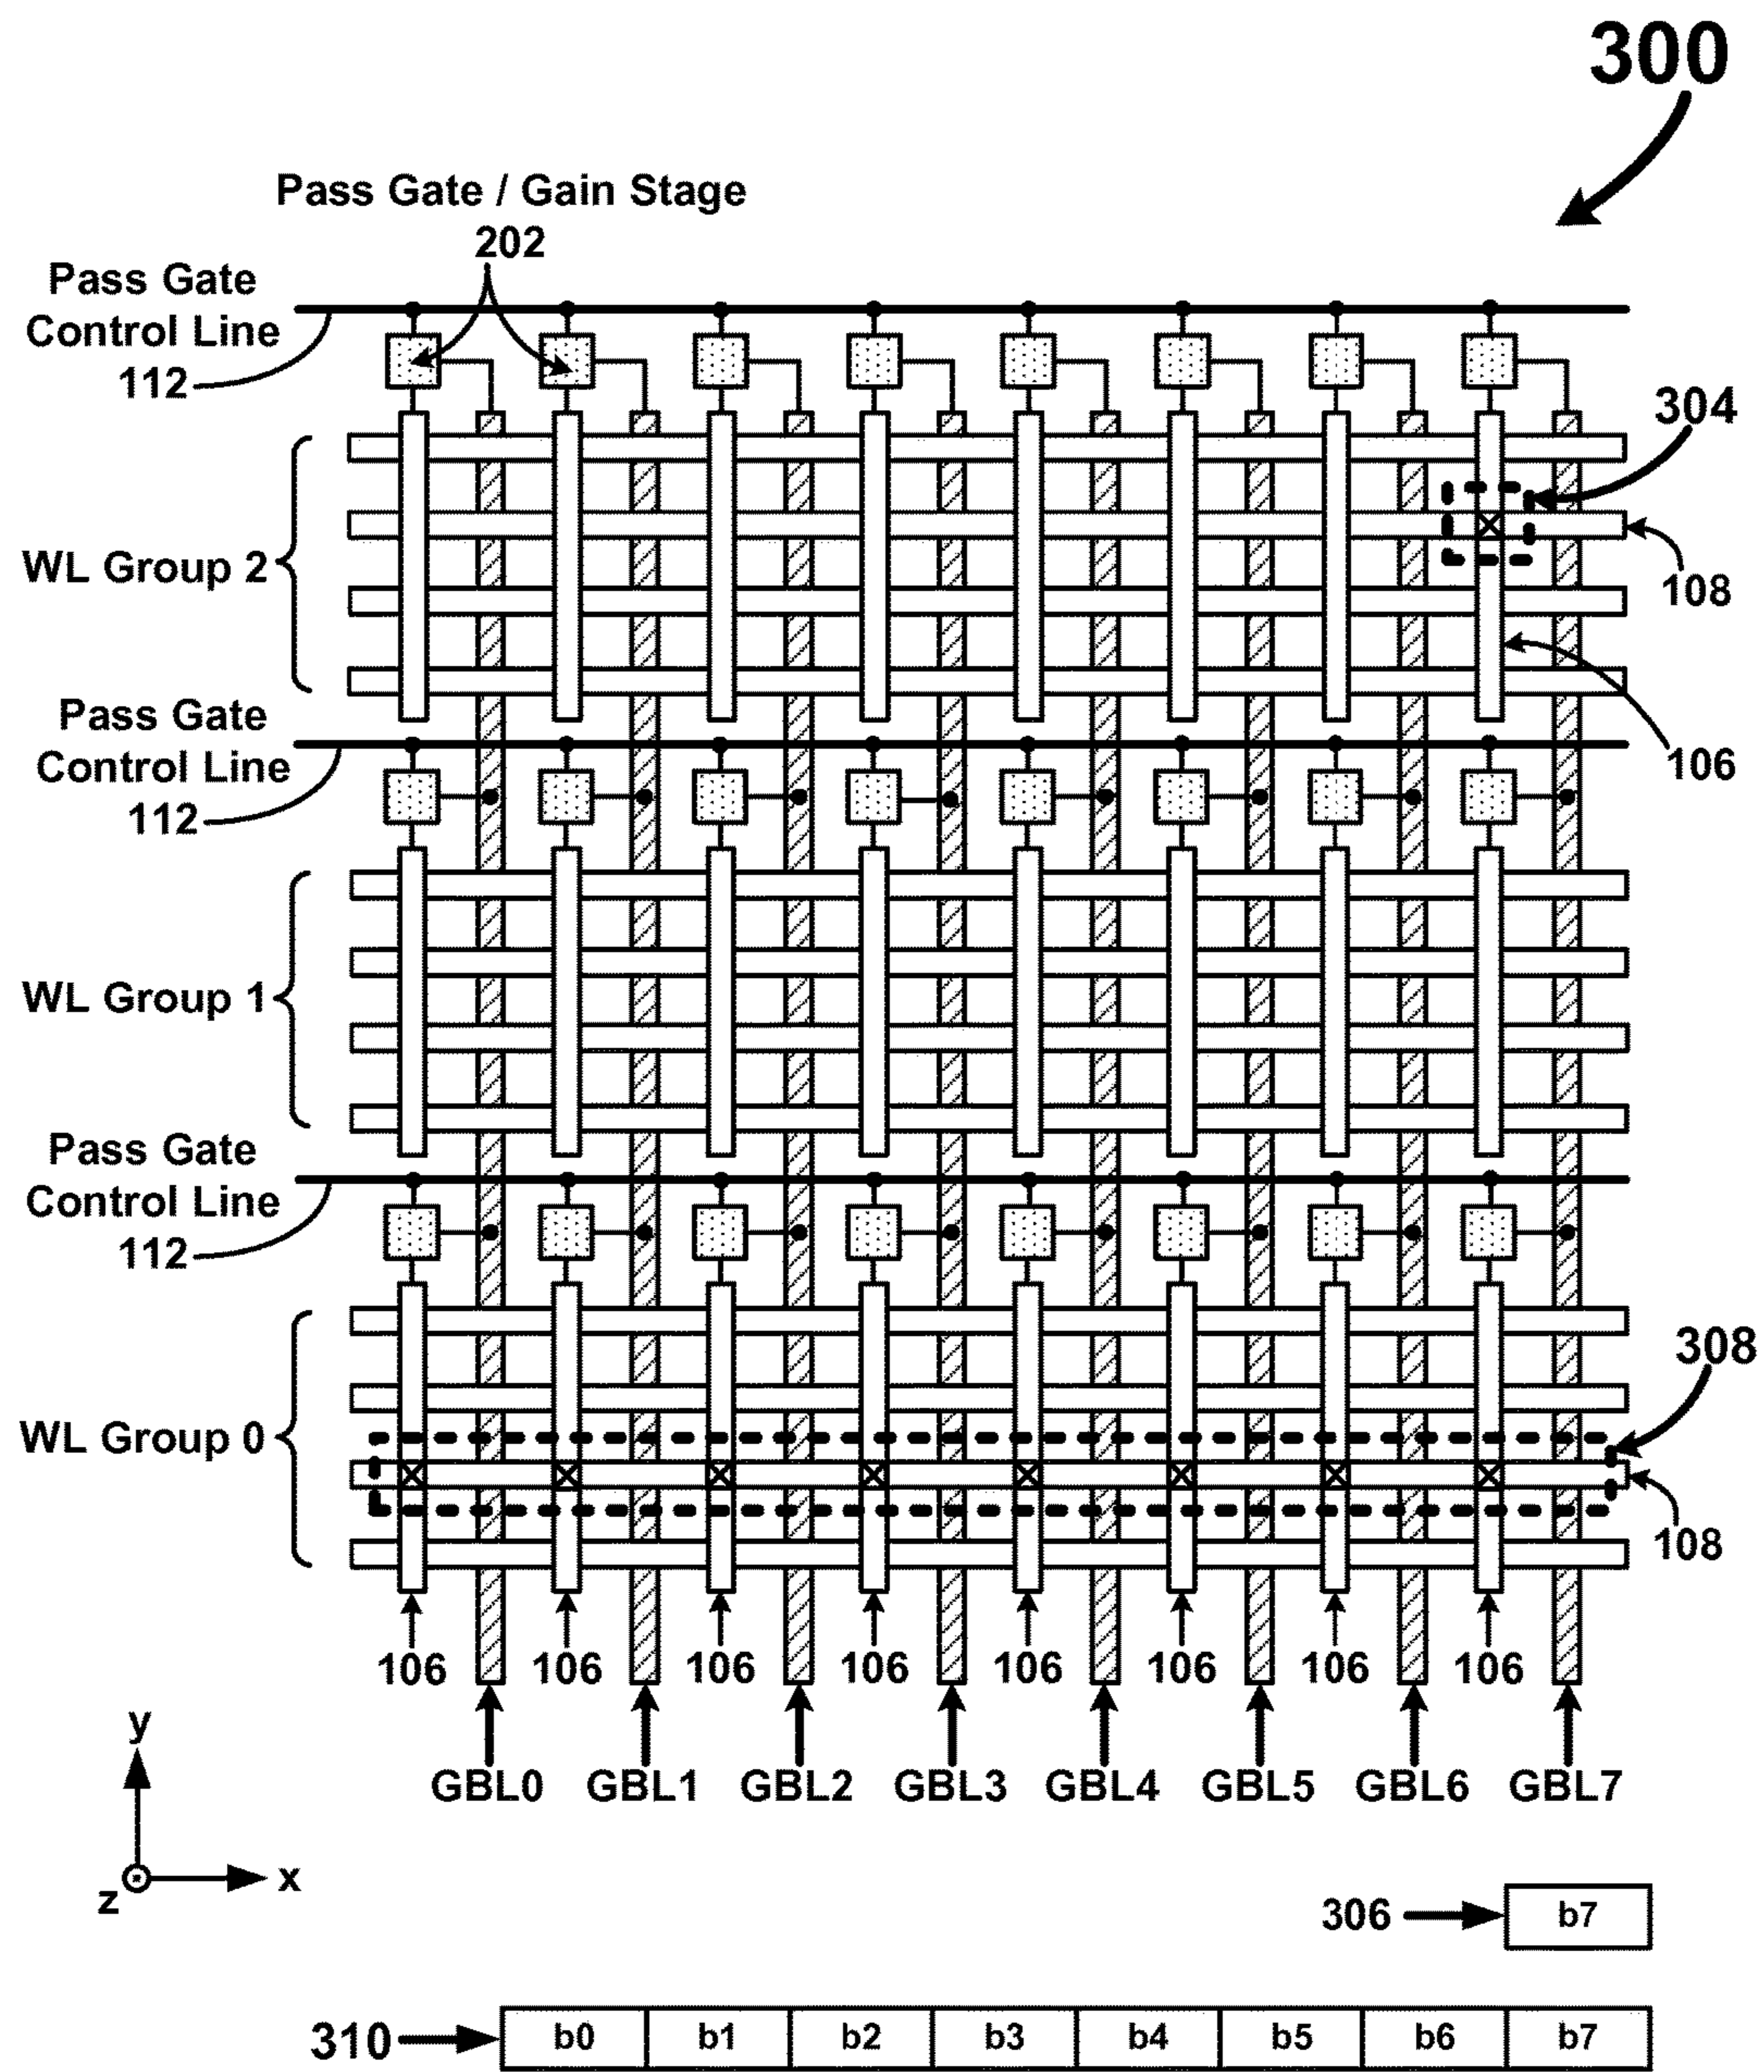 300
Pass Gate / Gain Stage
202
Pass Gate
Control Line
112
304
WL Group 2
108
106
Pass Gate
Control Line
112
WL Group 1
Pass Gate
Control Line
112
308
WL Group 0
108
106 106 106 106 106 106 106 106
GBL0 GBL1 GBL2 GBL3 GBL4 GBL5 GBL6 GBL7
y
x
z
306 b7
310 b0 b1 b2 b3 b4 b5 b6 b7